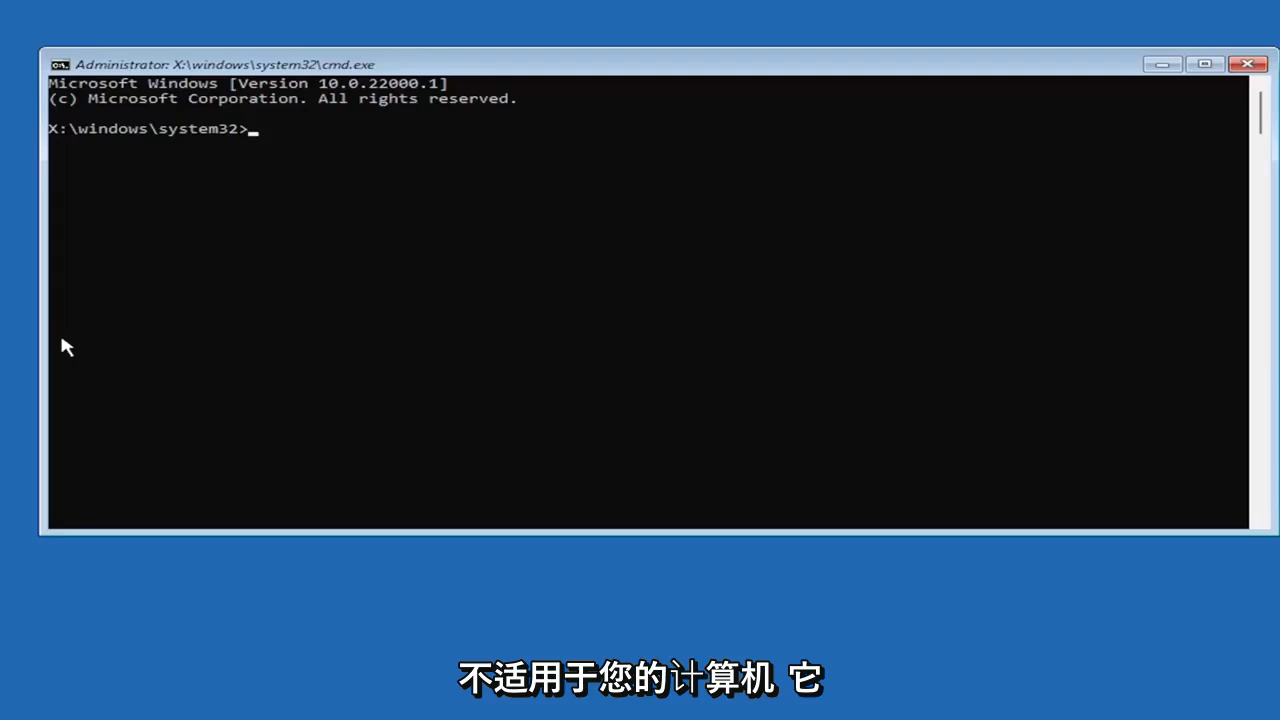 Administrator: X:\windows\system32\cmd.exe
Microsoft Windows [Version 10.0.22000.1]
(c) Microsoft Corporation. All rights reserved.
X:\windows\system32>
不适用于您的计算机 它